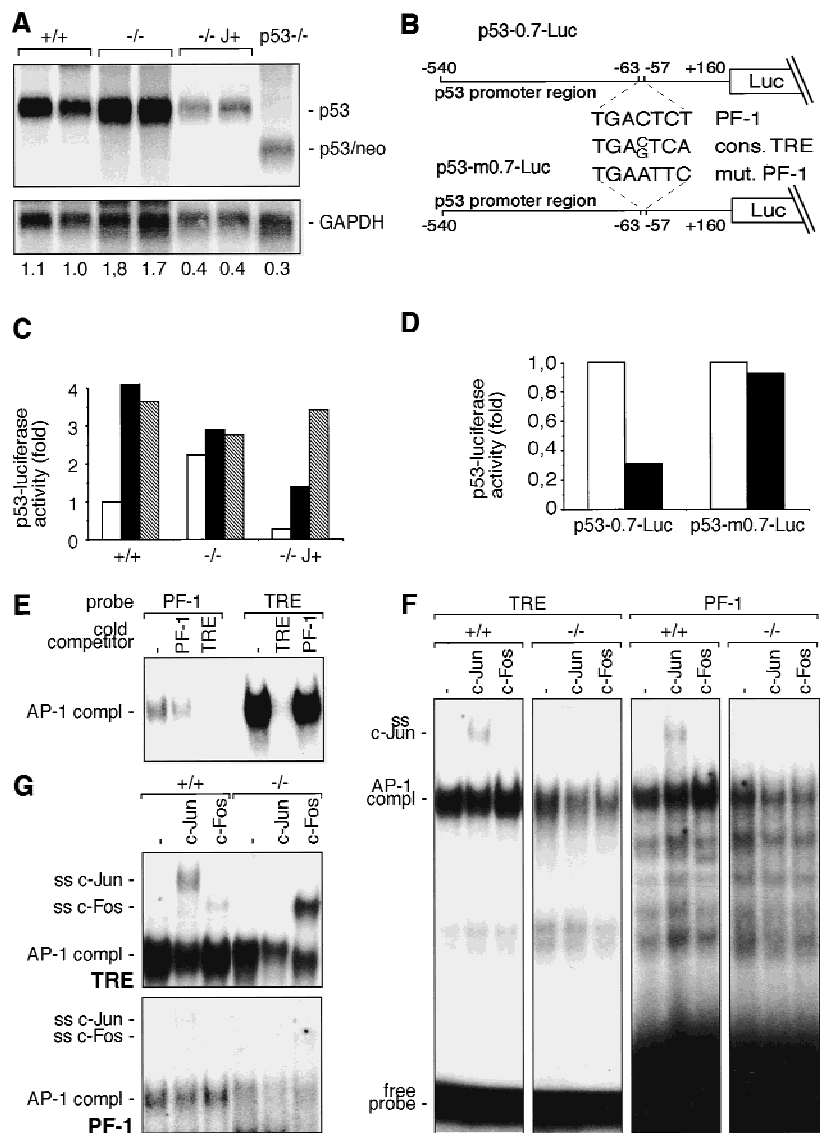 A
+/+ -/- -/- J+ p53-/-
- p53
- p53/neo
- GAPDH
1.1 1.0 1,8 1.7 0.4 0.4 0.3
B
p53-0.7-Luc
-540 -63 -57 +160 Luc
p53 promoter region
TGACTCT PF-1
TGA C/G TCA cons. TRE
p53-m0.7-Luc TGAATTC mut. PF-1
p53 promoter region
-540 -63 -57 +160 Luc
C
p53-luciferase
activity (fold)
4
3
2
1
0
+/+ -/- -/- J+
D
p53-luciferase
activity (fold)
1,0
0,8
0,6
0,4
0,2
p53-0.7-Luc p53-m0.7-Luc
E
probe PF-1 TRE
cold
competitor
- PF-1 TRE - TRE PF-1
AP-1 compl -
F
TRE PF-1
+/+ -/- +/+ -/-
- c-Jun c-Fos - c-Jun c-Fos - c-Jun c-Fos - c-Jun c-Fos
ss
c-Jun -
AP-1
compl -
free
probe -
G
+/+ -/-
- c-Jun c-Fos - c-Jun c-Fos
ss c-Jun -
ss c-Fos -
AP-1 compl -
TRE
ss c-Jun -
ss c-Fos -
AP-1 compl -
PF-1